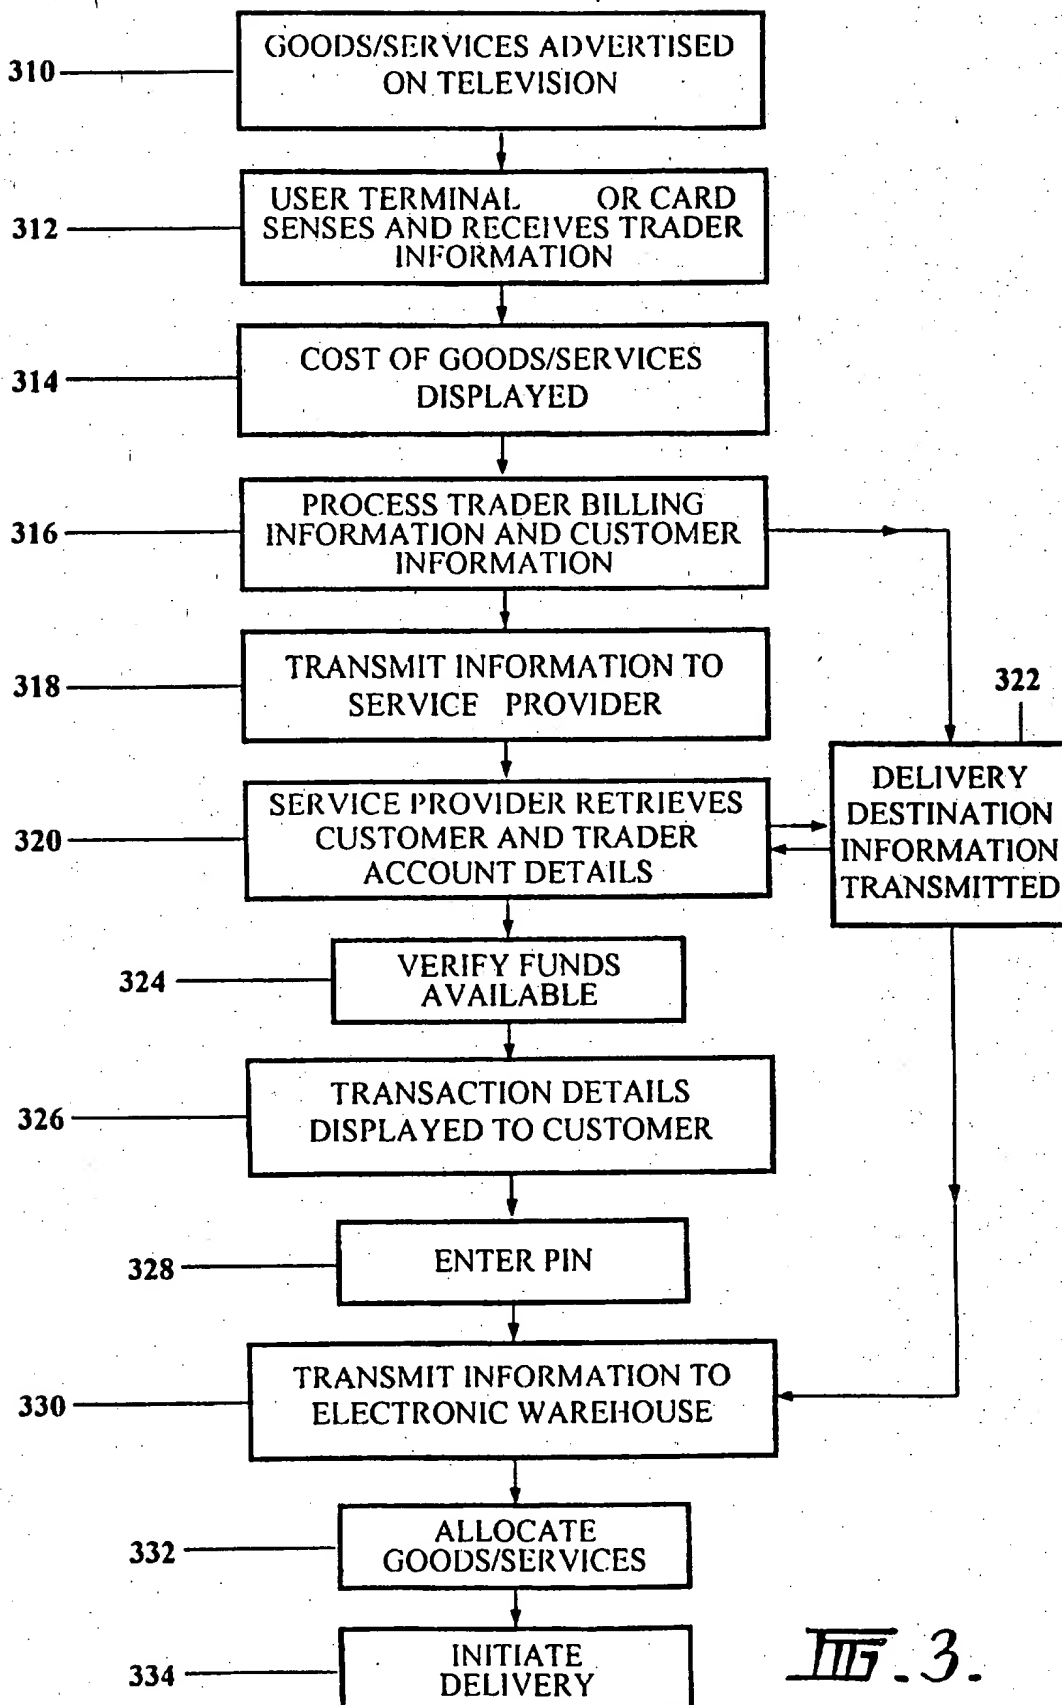 310
GOODS/SERVICES ADVERTISED
ON TELEVISION
312
USER TERMINAL OR CARD
SENSES AND RECEIVES TRADER
INFORMATION
314
COST OF GOODS/SERVICES
DISPLAYED
316
PROCESS TRADER BILLING
INFORMATION AND CUSTOMER
INFORMATION
318
TRANSMIT INFORMATION TO
SERVICE PROVIDER
322
DELIVERY
DESTINATION
INFORMATION
TRANSMITTED
320
SERVICE PROVIDER RETRIEVES
CUSTOMER AND TRADER
ACCOUNT DETAILS
324
VERIFY FUNDS
AVAILABLE
326
TRANSACTION DETAILS
DISPLAYED TO CUSTOMER
328
ENTER PIN
330
TRANSMIT INFORMATION TO
ELECTRONIC WAREHOUSE
332
ALLOCATE
GOODS/SERVICES
334
INITIATE
DELIVERY
FIG. 3.